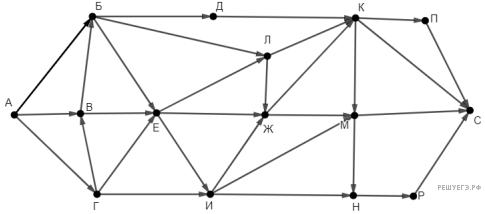 Б Д К П
Л
А В Е Ж М С
Г И Н Р
РЕШУЕГЭ.РФ